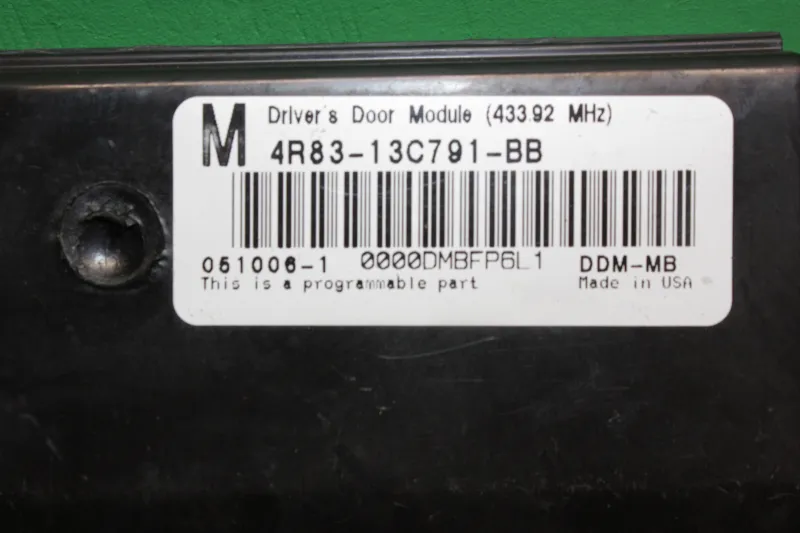 M Driver's Door Module (433.92 MHz)
4R83-13C791-BB
051006-1 0000DMBFP6L1 DDM-MB
This is a programmable part Made in USA